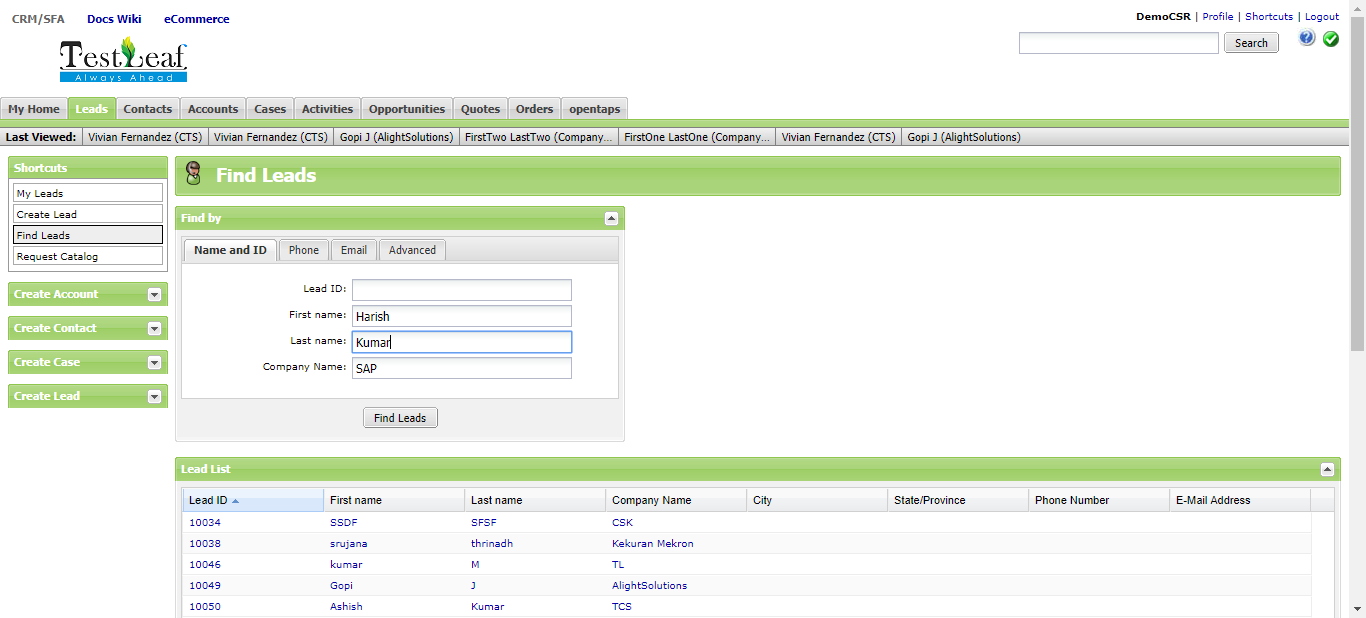 CRM/SFA Docs Wiki eCommerce
DemoCSR | Profile | Shortcuts | Logout
TestLeaf
Always Ahead
Search
My Home Leads Contacts Accounts Cases Activities Opportunities Quotes Orders opentaps
Last Viewed: Vivian Fernandez (CTS) Vivian Fernandez (CTS) Gopi J (AlightSolutions) FirstTwo LastTwo (Company... FirstOne LastOne (Company... Vivian Fernandez (CTS) Gopi J (AlightSolutions)
Shortcuts
My Leads
Create Lead
Find Leads
Request Catalog
Create Account
Create Contact
Create Case
Create Lead
Find Leads
Find by
Name and ID Phone Email Advanced
Lead ID:
First name: Harish
Last name: Kumar
Company Name: SAP
Find Leads
Lead List
Lead ID First name Last name Company Name City State/Province Phone Number E-Mail Address
10034 SSDF SFSF CSK
10038 srujana thrinadh Kekuran Mekron
10046 kumar M TL
10049 Gopi J AlightSolutions
10050 Ashish Kumar TCS